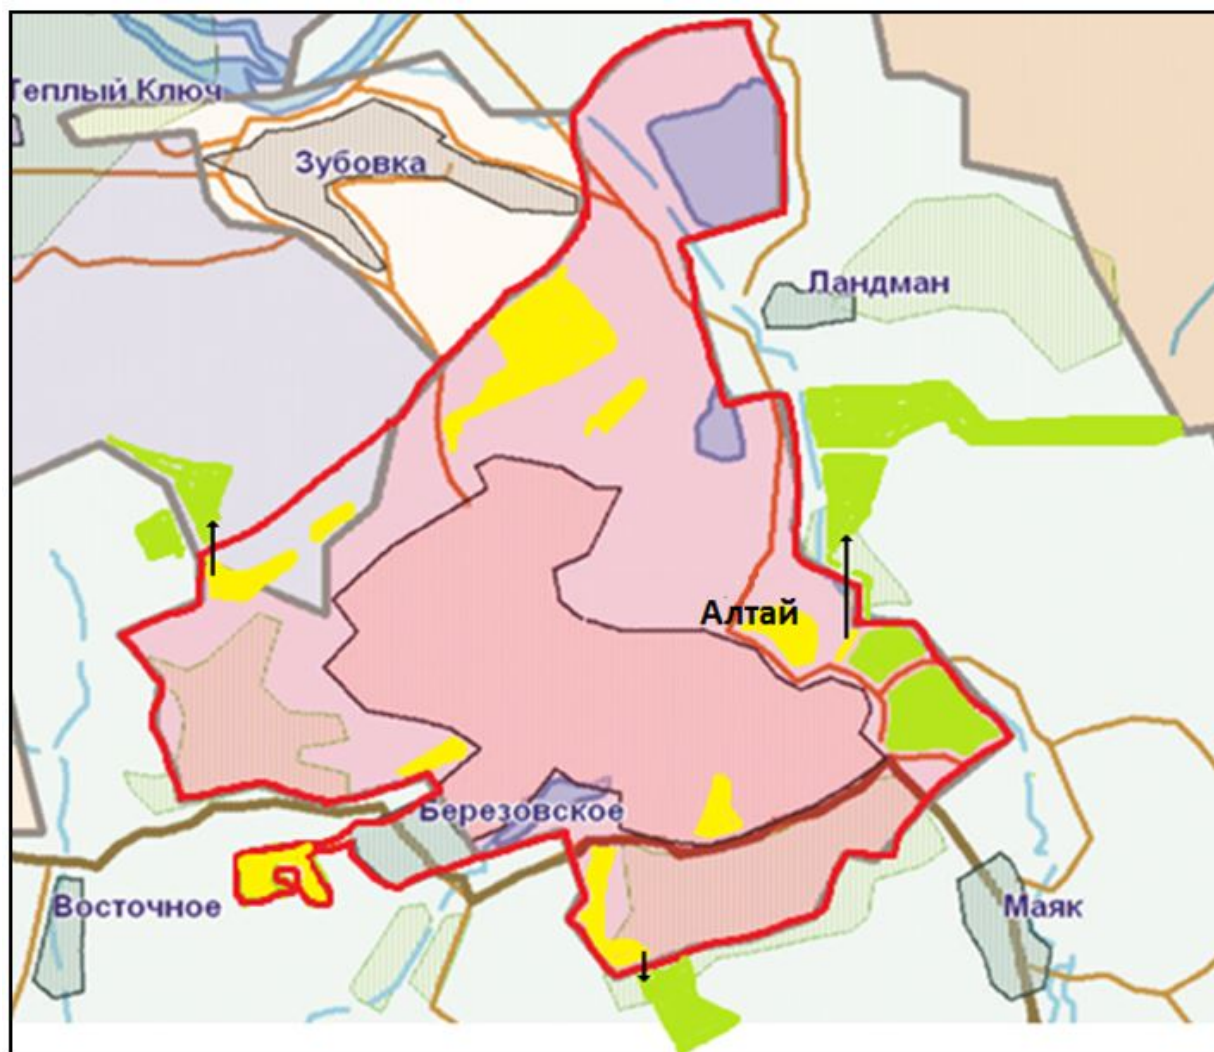 Теплый Ключ
Зубовка
Ландман
Алтай
Березовское
Восточное
Маяк